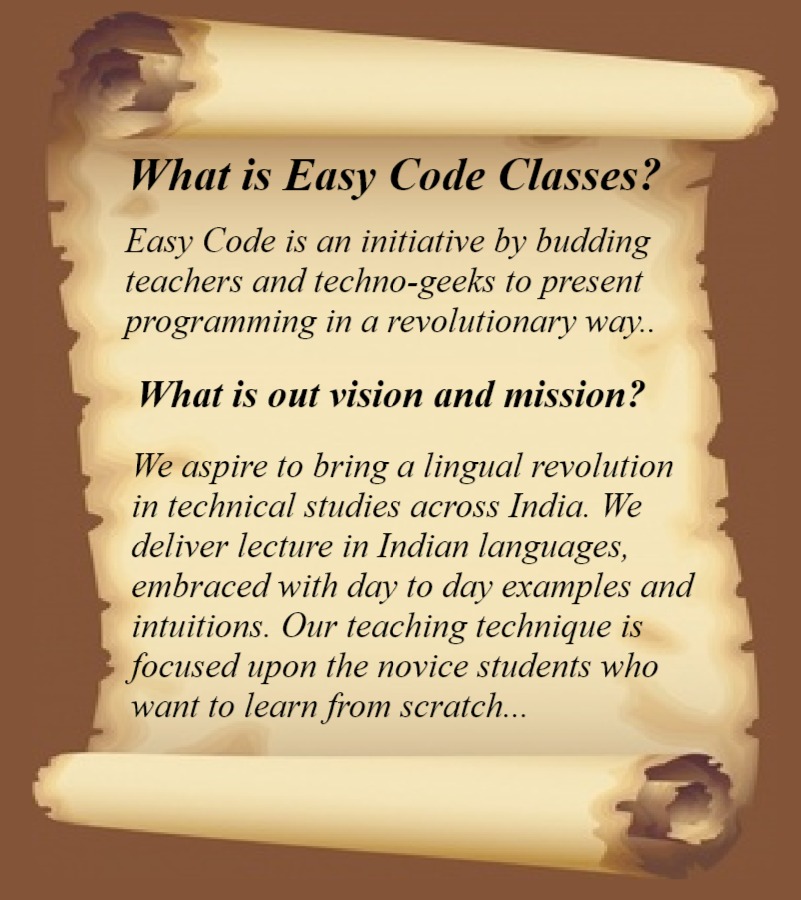 What is Easy Code Classes?
Easy Code is an initiative by budding
teachers and techno-geeks to present
programming in a revolutionary way..
What is out vision and mission?
We aspire to bring a lingual revolution
in technical studies across India. We
deliver lecture in Indian languages,
embraced with day to day examples and
intuitions. Our teaching technique is
focused upon the novice students who
want to learn from scratch...